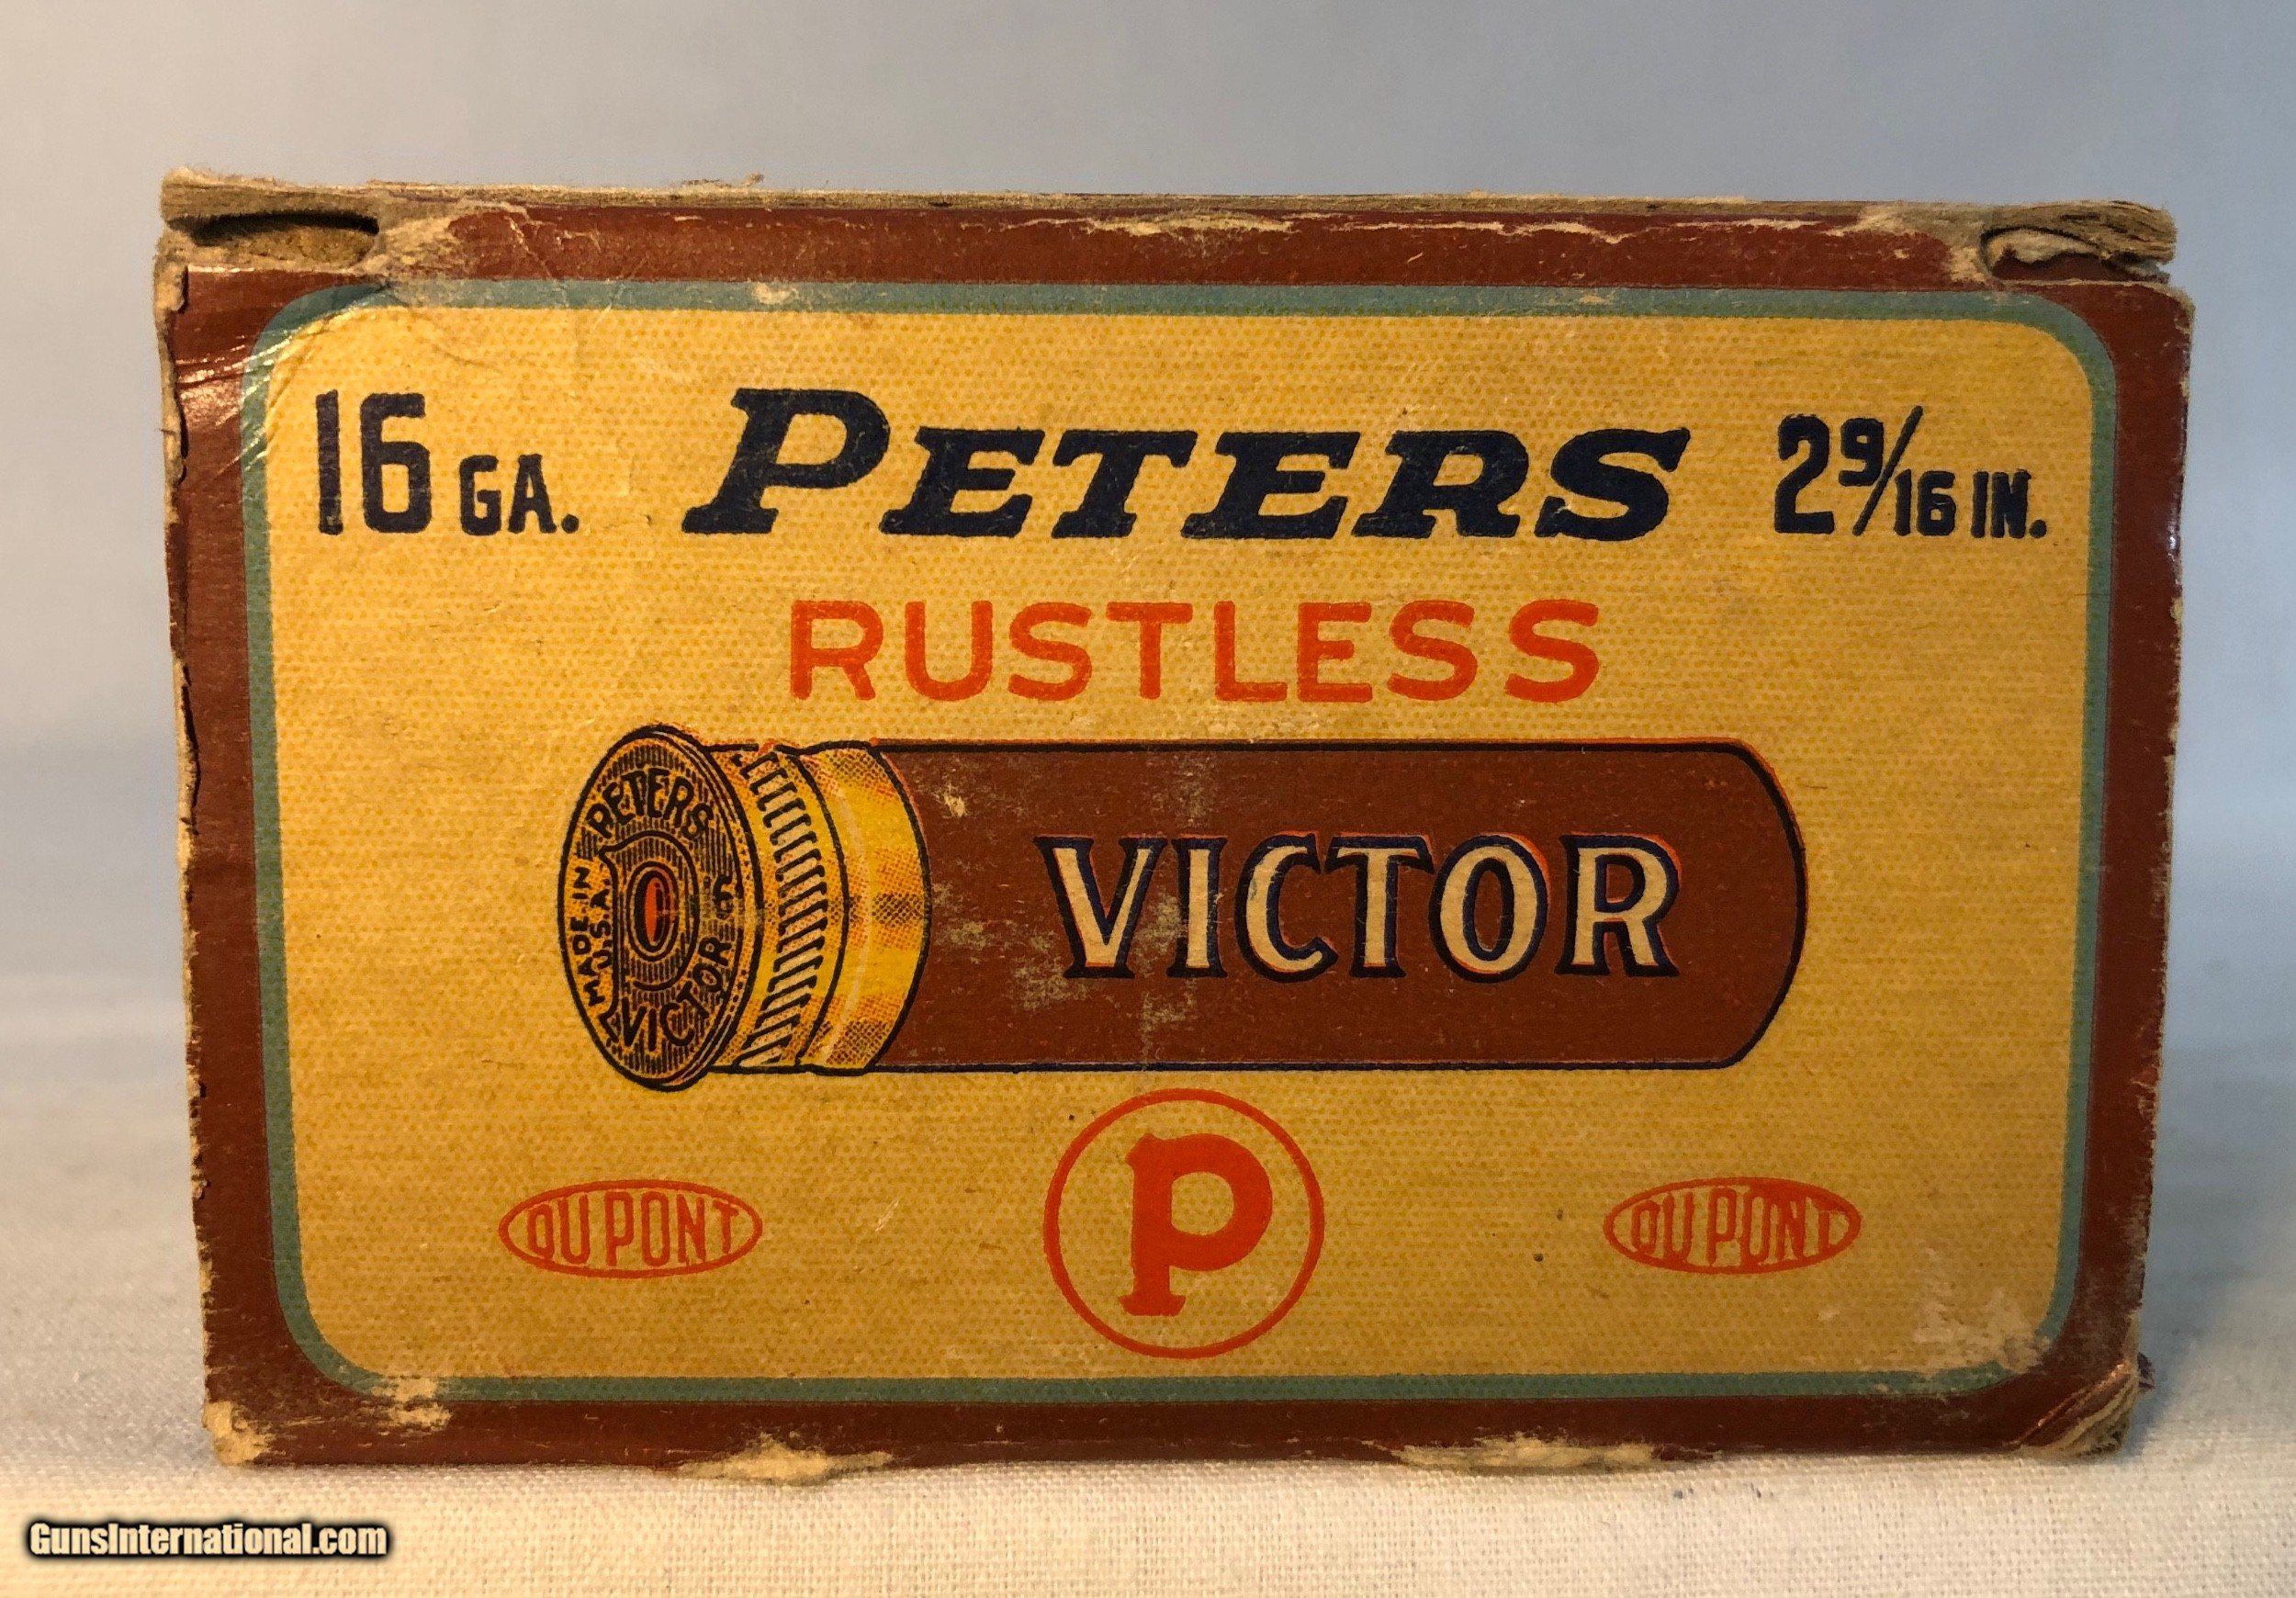 16 GA. PETERS 2 9/16 IN.
RUSTLESS
PETERS
MADE IN
U.S.A.
VICTOR
VICTOR
DU PONT P DU PONT
GunsInternational.com